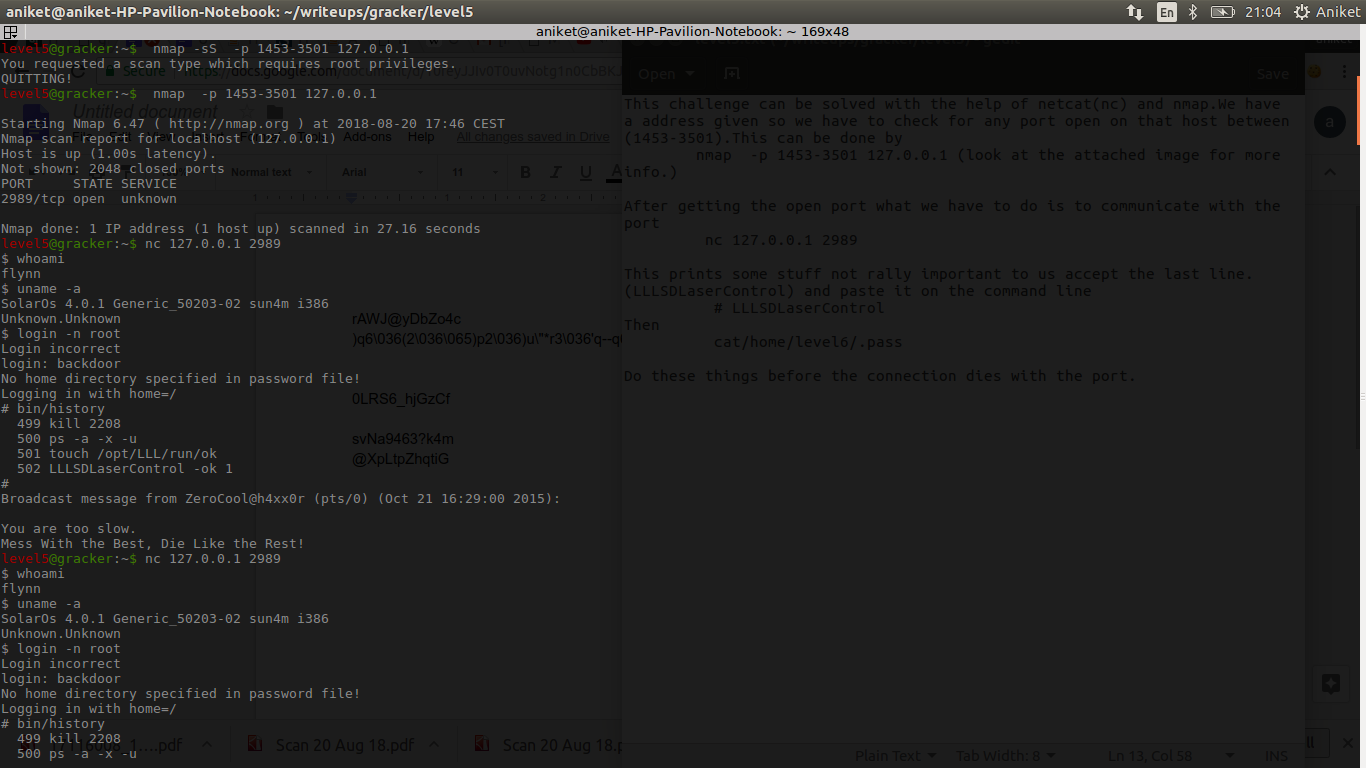 aniket@aniket-HP-Pavilion-Notebook: ~/writeups/gracker/level5
En
21:04
Aniket
aniket@aniket-HP-Pavilion-Notebook: ~ 169x48
level5@gracker:~$  nmap -sS  -p 1453-3501 127.0.0.1
You requested a scan type which requires root privileges.
QUITTING!
level5@gracker:~$  nmap  -p 1453-3501 127.0.0.1
Starting Nmap 6.47 ( http://nmap.org ) at 2018-08-20 17:46 CEST
Nmap scan report for localhost (127.0.0.1)
Host is up (1.00s latency).
Not shown: 2048 closed ports
PORT     STATE SERVICE
2989/tcp open  unknown
Nmap done: 1 IP address (1 host up) scanned in 27.16 seconds
level5@gracker:~$ nc 127.0.0.1 2989
$ whoami
flynn
$ uname -a
SolarOs 4.0.1 Generic_50203-02 sun4m i386
Unknown.Unknown
$ login -n root
Login incorrect
login: backdoor
No home directory specified in password file!
Logging in with home=/
# bin/history
  499 kill 2208
  500 ps -a -x -u
  501 touch /opt/LLL/run/ok
  502 LLLSDLaserControl -ok 1
#
Broadcast message from ZeroCool@h4xx0r (pts/0) (Oct 21 16:29:00 2015):
You are too slow.
Mess With the Best, Die Like the Rest!
level5@gracker:~$ nc 127.0.0.1 2989
$ whoami
flynn
$ uname -a
SolarOs 4.0.1 Generic_50203-02 sun4m i386
Unknown.Unknown
$ login -n root
Login incorrect
login: backdoor
No home directory specified in password file!
Logging in with home=/
# bin/history
  499 kill 2208
  500 ps -a -x -u
Secure
Untitled document
Add-ons
Help
All changes saved in Drive
Normal text
Arial
11
B I U A
2
rAWJ@yDbZo4c
)q6\036(2\036\065)p2\036)u\"*r3\036'q--q
0LRS6_hjGzCf
svNa9463?k4m
@XpLtpZhqtiG
Scan 20 Aug 18.pdf
Scan 20 Aug 18.p
Open
Save
a
This challenge can be solved with the help of netcat(nc) and nmap.We have
a address given so we have to check for any port open on that host between
(1453-3501).This can be done by
nmap  -p 1453-3501 127.0.0.1 (look at the attached image for more
info.)
After getting the open port what we have to do is to communicate with the
port
nc 127.0.0.1 2989
This prints some stuff not rally important to us accept the last line.
(LLLSDLaserControl) and paste it on the command line
# LLLSDLaserControl
Then
cat/home/level6/.pass
Do these things before the connection dies with the port.
Plain Text
Tab Width: 8
Ln 13, Col 58
INS